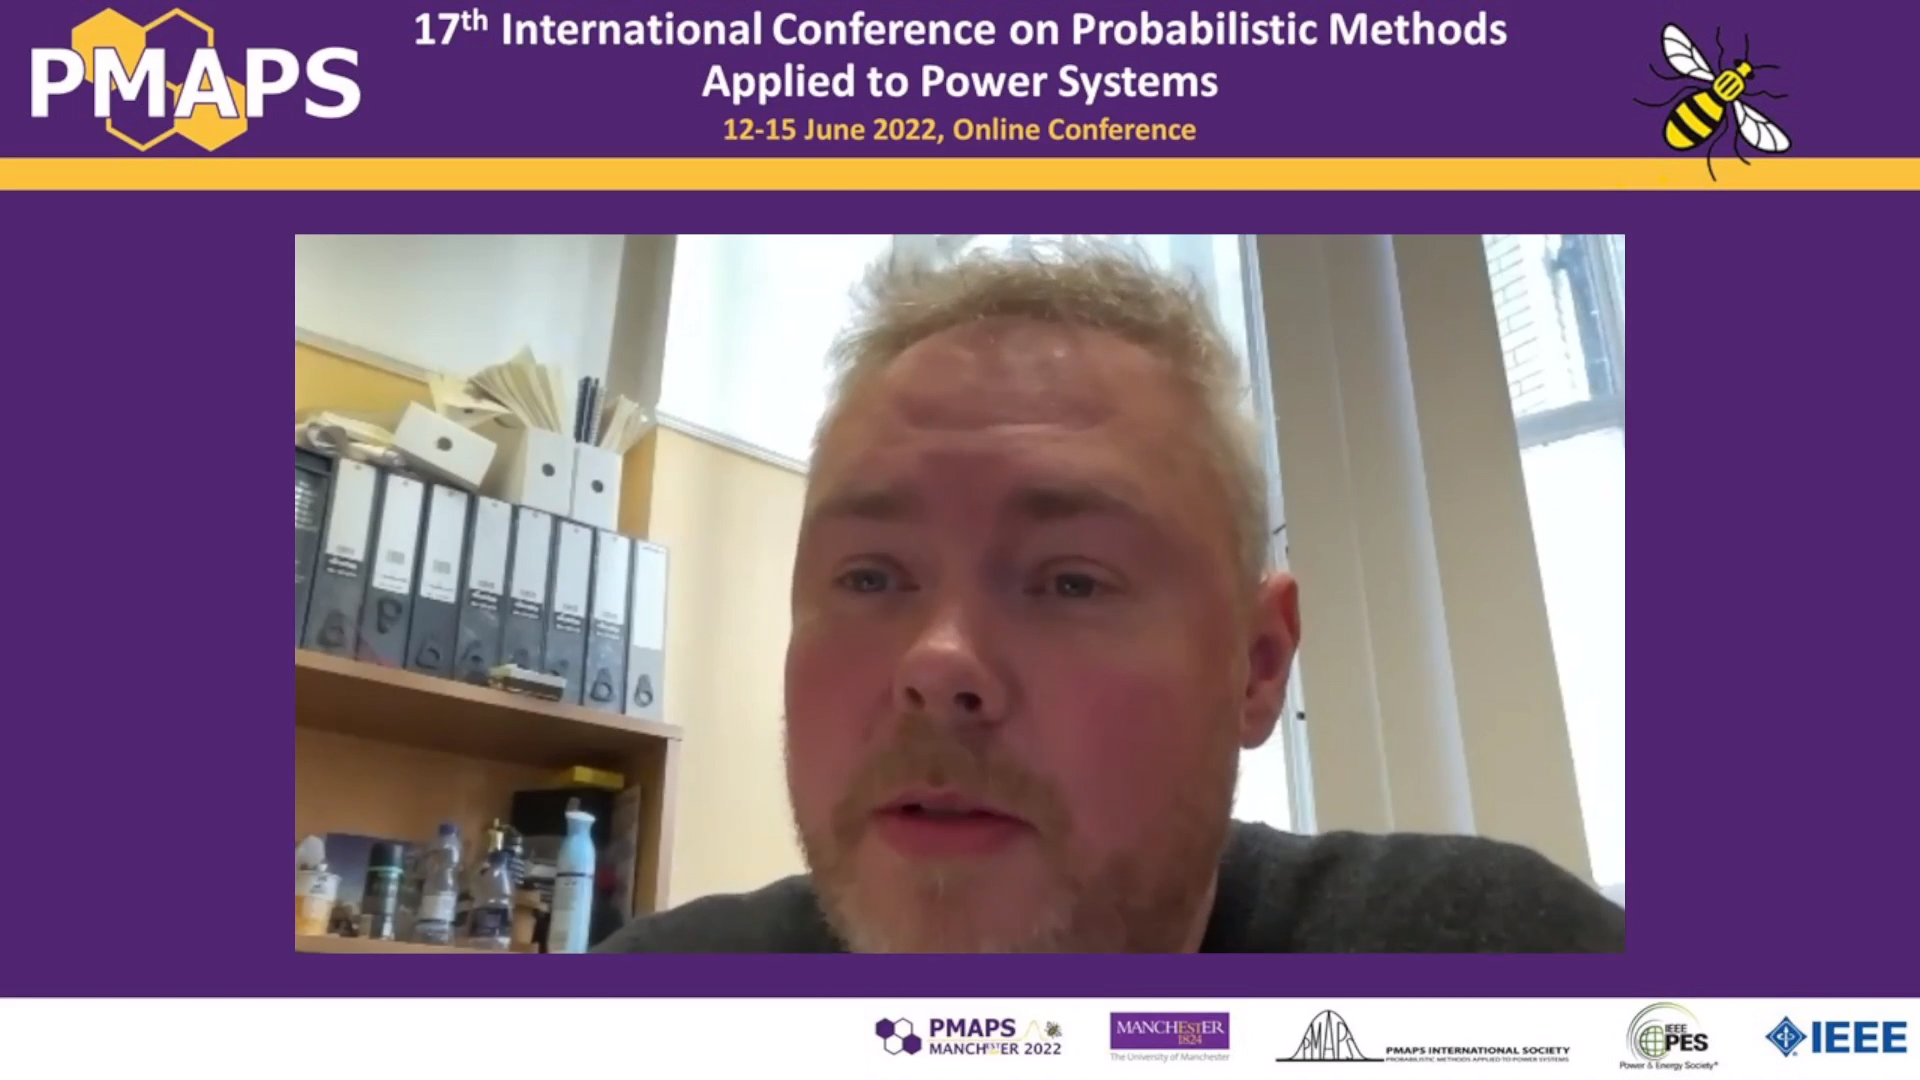 PMAPS
17th International Conference on Probabilistic Methods
Applied to Power Systems
12-15 June 2022, Online Conference
PMAPS
MANCHESTER 2022
MANCHESTER
1824
The University of Manchester
PMAPS
PMAPS INTERNATIONAL SOCIETY
PROBABILISTIC METHODS APPLIED TO POWER SYSTEMS
IEEE
PES
Power & Energy Society®
IEEE